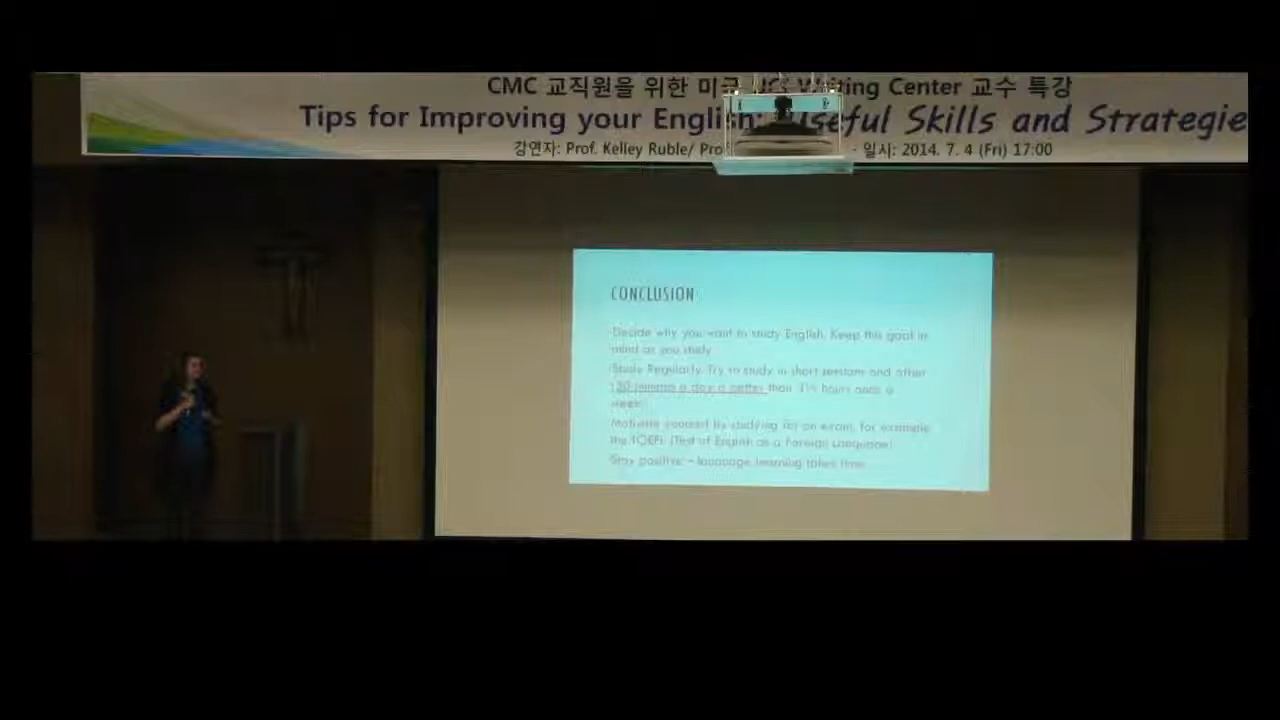 CMC 교직원을 위한 미국 UCI Writing Center 교수 특강
Tips for Improving your English: Useful Skills and Strategie
강연자: Prof. Kelley Ruble/ Pro - 일시: 2014. 7. 4 (Fri) 17:00
CONCLUSION
Decide why you want to study English. Keep this goal in
mind as you study
Study Regularly. Try to study in short sessions and often
a day a better than 3½ hours once a
week
Motivate yourself by studying for an exam, for example
the TOEFL (Test of English as a Foreign Language)
Stay positive – language learning takes time